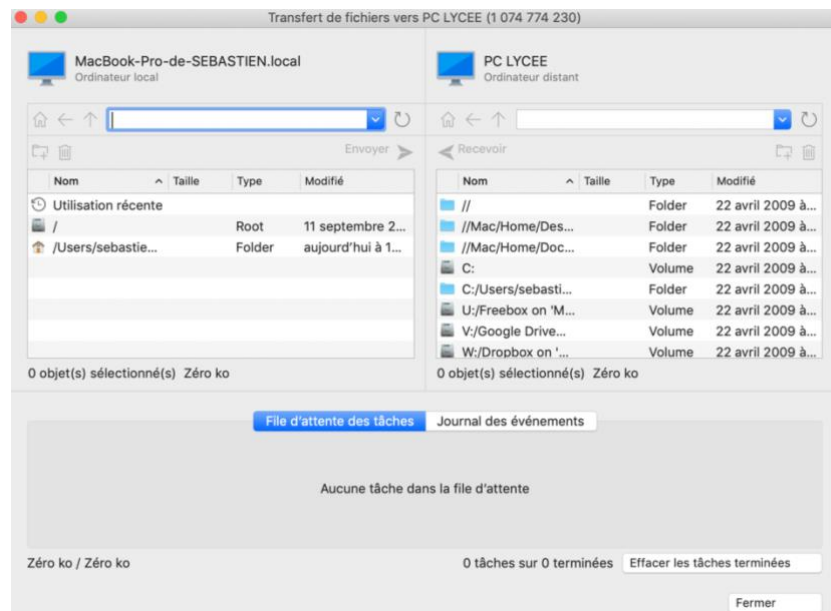 Transfert de fichiers vers PC LYCEE (1 074 774 230)
MacBook-Pro-de-SEBASTIEN.local
Ordinateur local
PC LYCEE
Ordinateur distant
Envoyer
Recevoir
Nom Taille Type Modifié
Utilisation récente
/ Root 11 septembre 2...
/Users/sebastie... Folder aujourd'hui à 1...
0 objet(s) sélectionné(s) Zéro ko
Nom Taille Type Modifié
// Folder 22 avril 2009 à...
//Mac/Home/Des... Folder 22 avril 2009 à...
//Mac/Home/Doc... Folder 22 avril 2009 à...
C: Volume 22 avril 2009 à...
C:/Users/sebasti... Folder 22 avril 2009 à...
U:/Freebox on 'M... Volume 22 avril 2009 à...
V:/Google Drive... Volume 22 avril 2009 à...
W:/Dropbox on '... Volume 22 avril 2009 à...
0 objet(s) sélectionné(s) Zéro ko
File d'attente des tâches Journal des événements
Aucune tâche dans la file d'attente
Zéro ko / Zéro ko
0 tâches sur 0 terminées Effacer les tâches terminées
Fermer